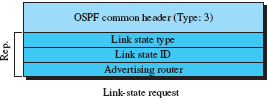 OSPF common header (Type: 3)
Rep.
Link state type
Link state ID
Advertising router
Link-state request